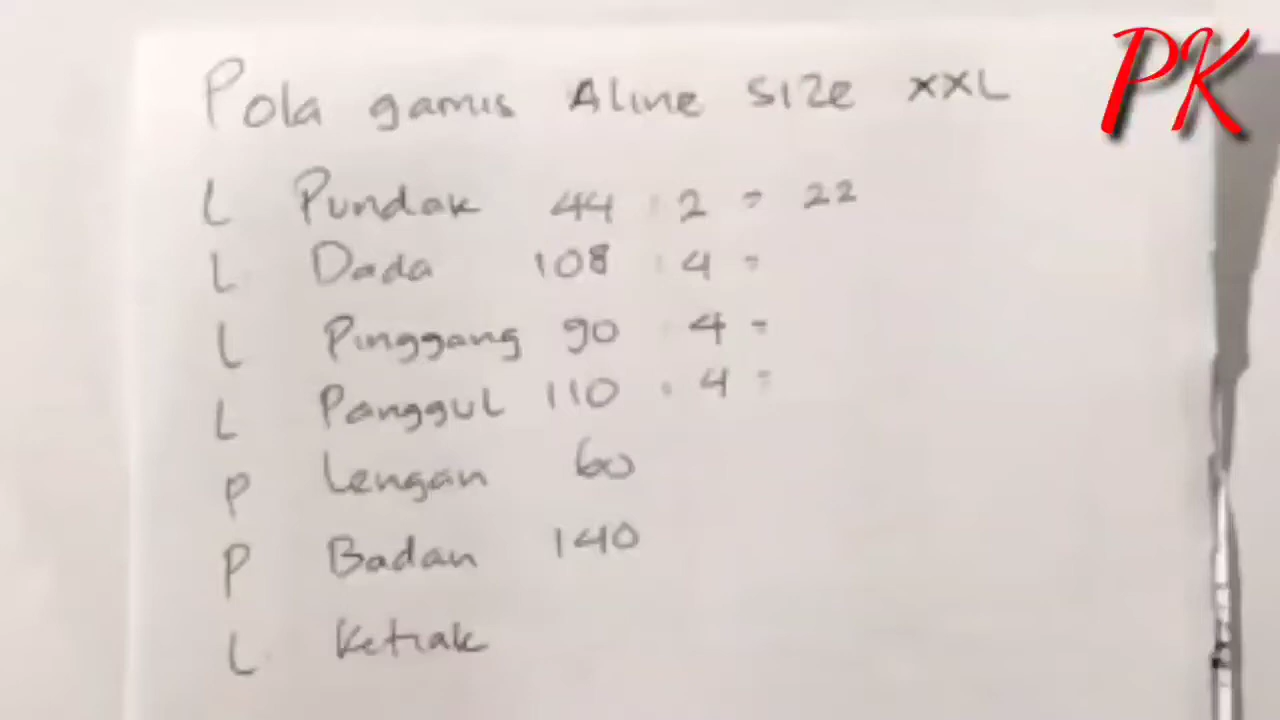 PK
Pola gamis Aline size XXL
L Pundak 44 : 2 = 22
L Dada 108 : 4 =
L Pinggang 90 : 4 =
L Panggul 110 : 4 =
P Lengan 60
P Badan 140
L Ketiak